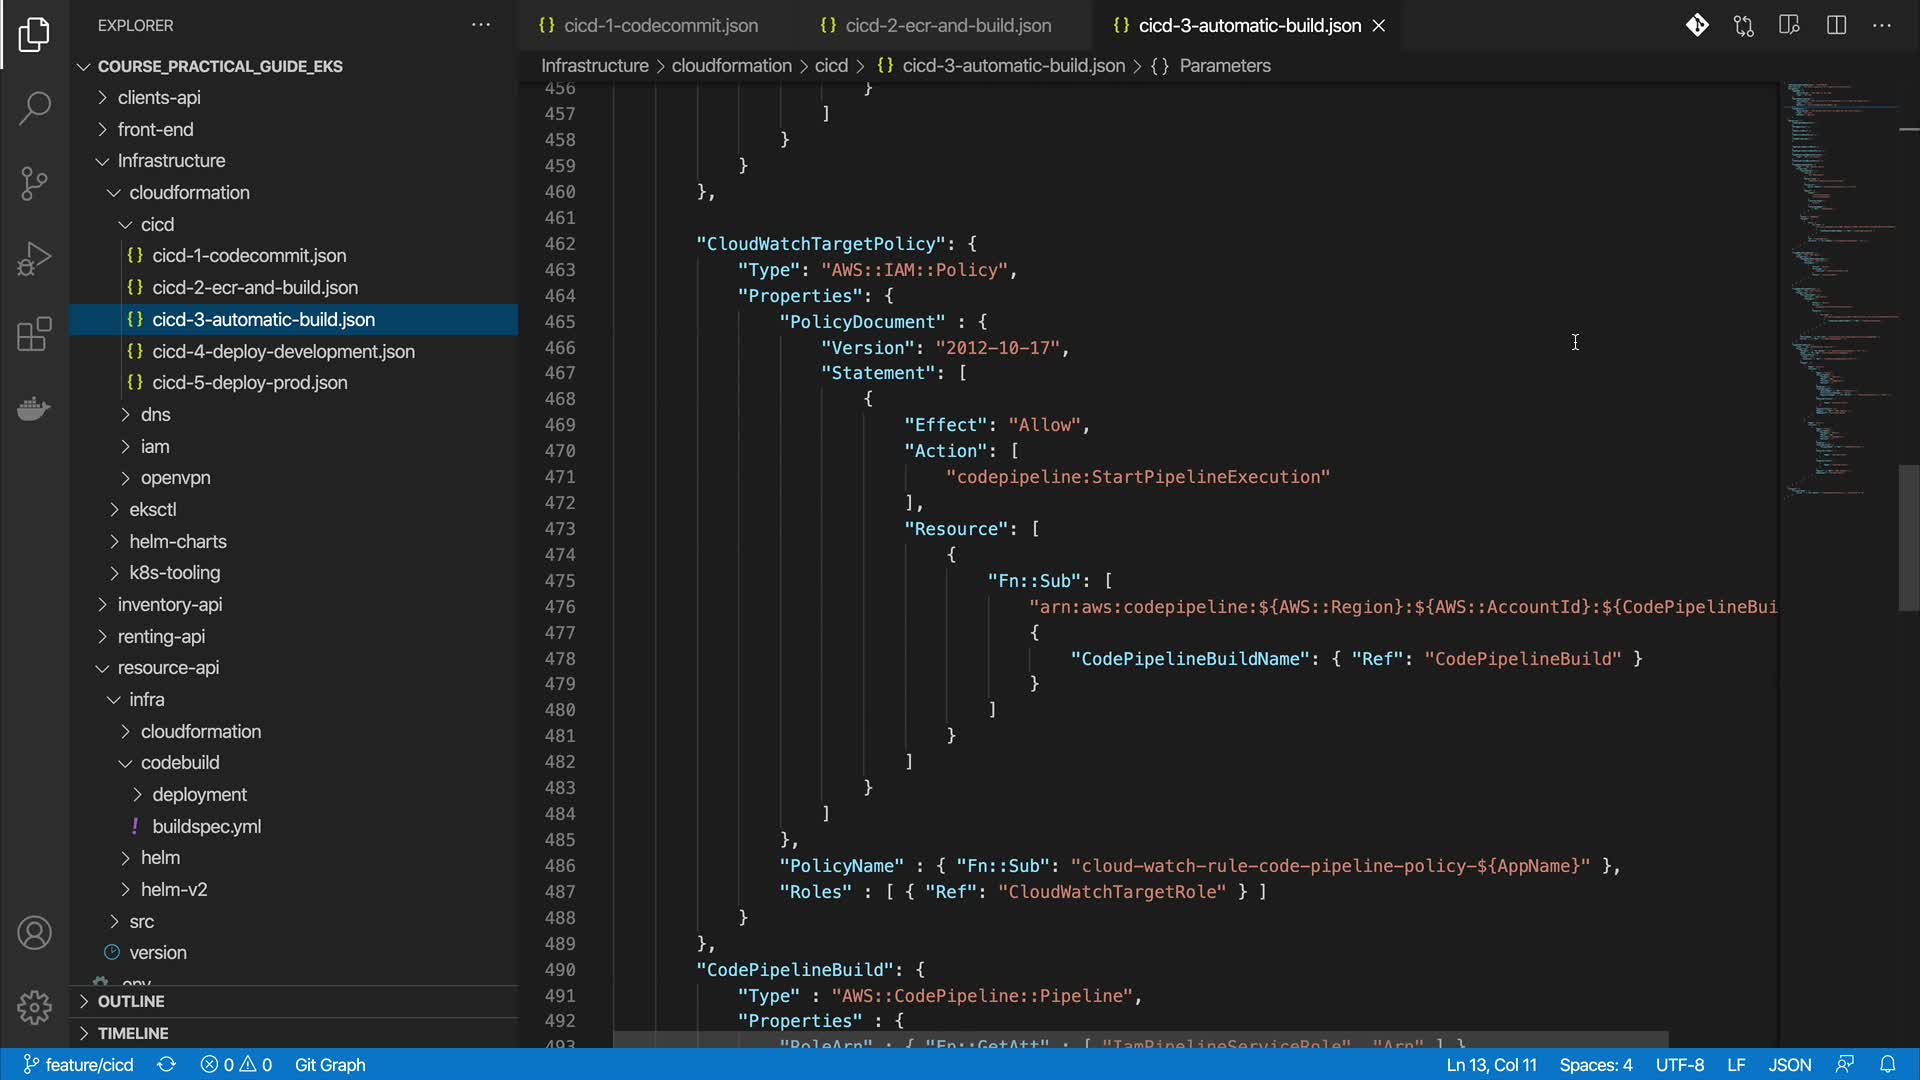 EXPLORER
COURSE_PRACTICAL_GUIDE_EKS
clients-api
front-end
Infrastructure
cloudformation
cicd
{} cicd-1-codecommit.json
{} cicd-2-ecr-and-build.json
{} cicd-3-automatic-build.json
{} cicd-4-deploy-development.json
{} cicd-5-deploy-prod.json
dns
iam
openvpn
eksctl
helm-charts
k8s-tooling
inventory-api
renting-api
resource-api
infra
cloudformation
codebuild
deployment
! buildspec.yml
helm
helm-v2
src
version
OUTLINE
TIMELINE
{} cicd-1-codecommit.json {} cicd-2-ecr-and-build.json {} cicd-3-automatic-build.json
Infrastructure > cloudformation > cicd > {} cicd-3-automatic-build.json > {} Parameters
456 }
457 ]
458 }
459 }
460 },
461
462 "CloudWatchTargetPolicy": {
463 "Type": "AWS::IAM::Policy",
464 "Properties": {
465 "PolicyDocument" : {
466 "Version": "2012-10-17",
467 "Statement": [
468 {
469 "Effect": "Allow",
470 "Action": [
471 "codepipeline:StartPipelineExecution"
472 ],
473 "Resource": [
474 {
475 "Fn::Sub": [
476 "arn:aws:codepipeline:${AWS::Region}:${AWS::AccountId}:${CodePipelineBui
477 {
478 "CodePipelineBuildName": { "Ref": "CodePipelineBuild" }
479 }
480 ]
481 }
482 ]
483 }
484 ]
485 },
486 "PolicyName" : { "Fn::Sub": "cloud-watch-rule-code-pipeline-policy-${AppName}" },
487 "Roles" : [ { "Ref": "CloudWatchTargetRole" } ]
488 }
489 },
490 "CodePipelineBuild": {
491 "Type" : "AWS::CodePipeline::Pipeline",
492 "Properties" : {
493 "RoleArn" : { "Fn::GetAtt" : [ "IamPipelineServiceRole", "Arn" ] }
feature/cicd 0 0 Git Graph Ln 13, Col 11 Spaces: 4 UTF-8 LF JSON